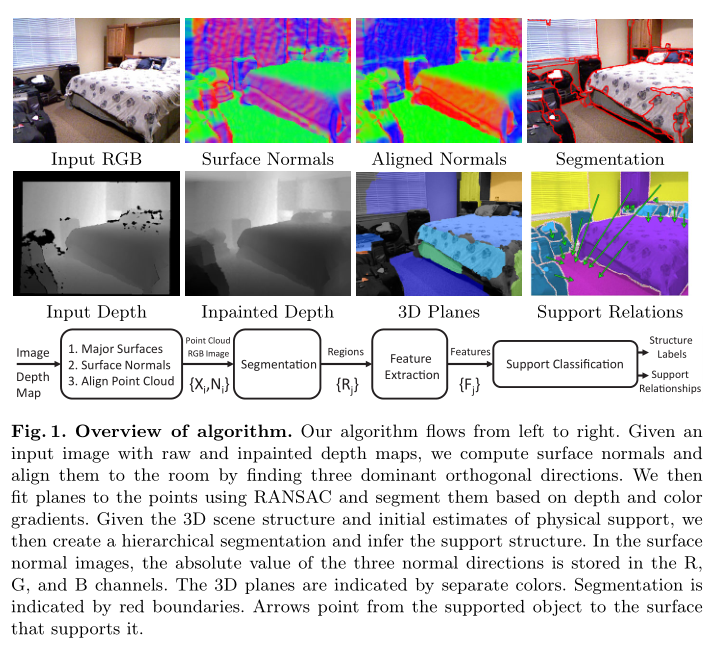 Input RGB
Surface Normals
Aligned Normals
Segmentation
Input Depth
Inpainted Depth
3D Planes
Support Relations
Image
Depth
Map
1. Major Surfaces
2. Surface Normals
3. Align Point Cloud
Point Cloud
RGB Image
{Xᵢ,Nᵢ}
Segmentation
Regions
{Rⱼ}
Feature
Extraction
Features
{Fⱼ}
Support Classification
Structure
Labels
Support
Relationships
Fig. 1. Overview of algorithm. Our algorithm flows from left to right. Given an
input image with raw and inpainted depth maps, we compute surface normals and
align them to the room by finding three dominant orthogonal directions. We then
fit planes to the points using RANSAC and segment them based on depth and color
gradients. Given the 3D scene structure and initial estimates of physical support, we
then create a hierarchical segmentation and infer the support structure. In the surface
normal images, the absolute value of the three normal directions is stored in the R,
G, and B channels. The 3D planes are indicated by separate colors. Segmentation is
indicated by red boundaries. Arrows point from the supported object to the surface
that supports it.